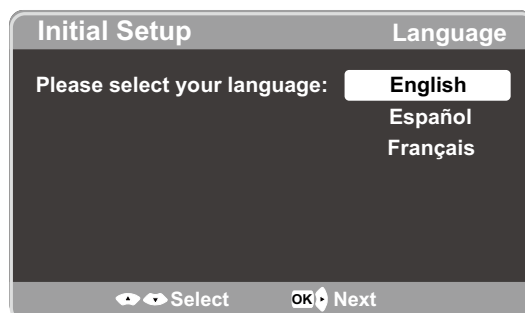 Initial Setup Language
Please select your language: English
Español
Français
Select OK Next